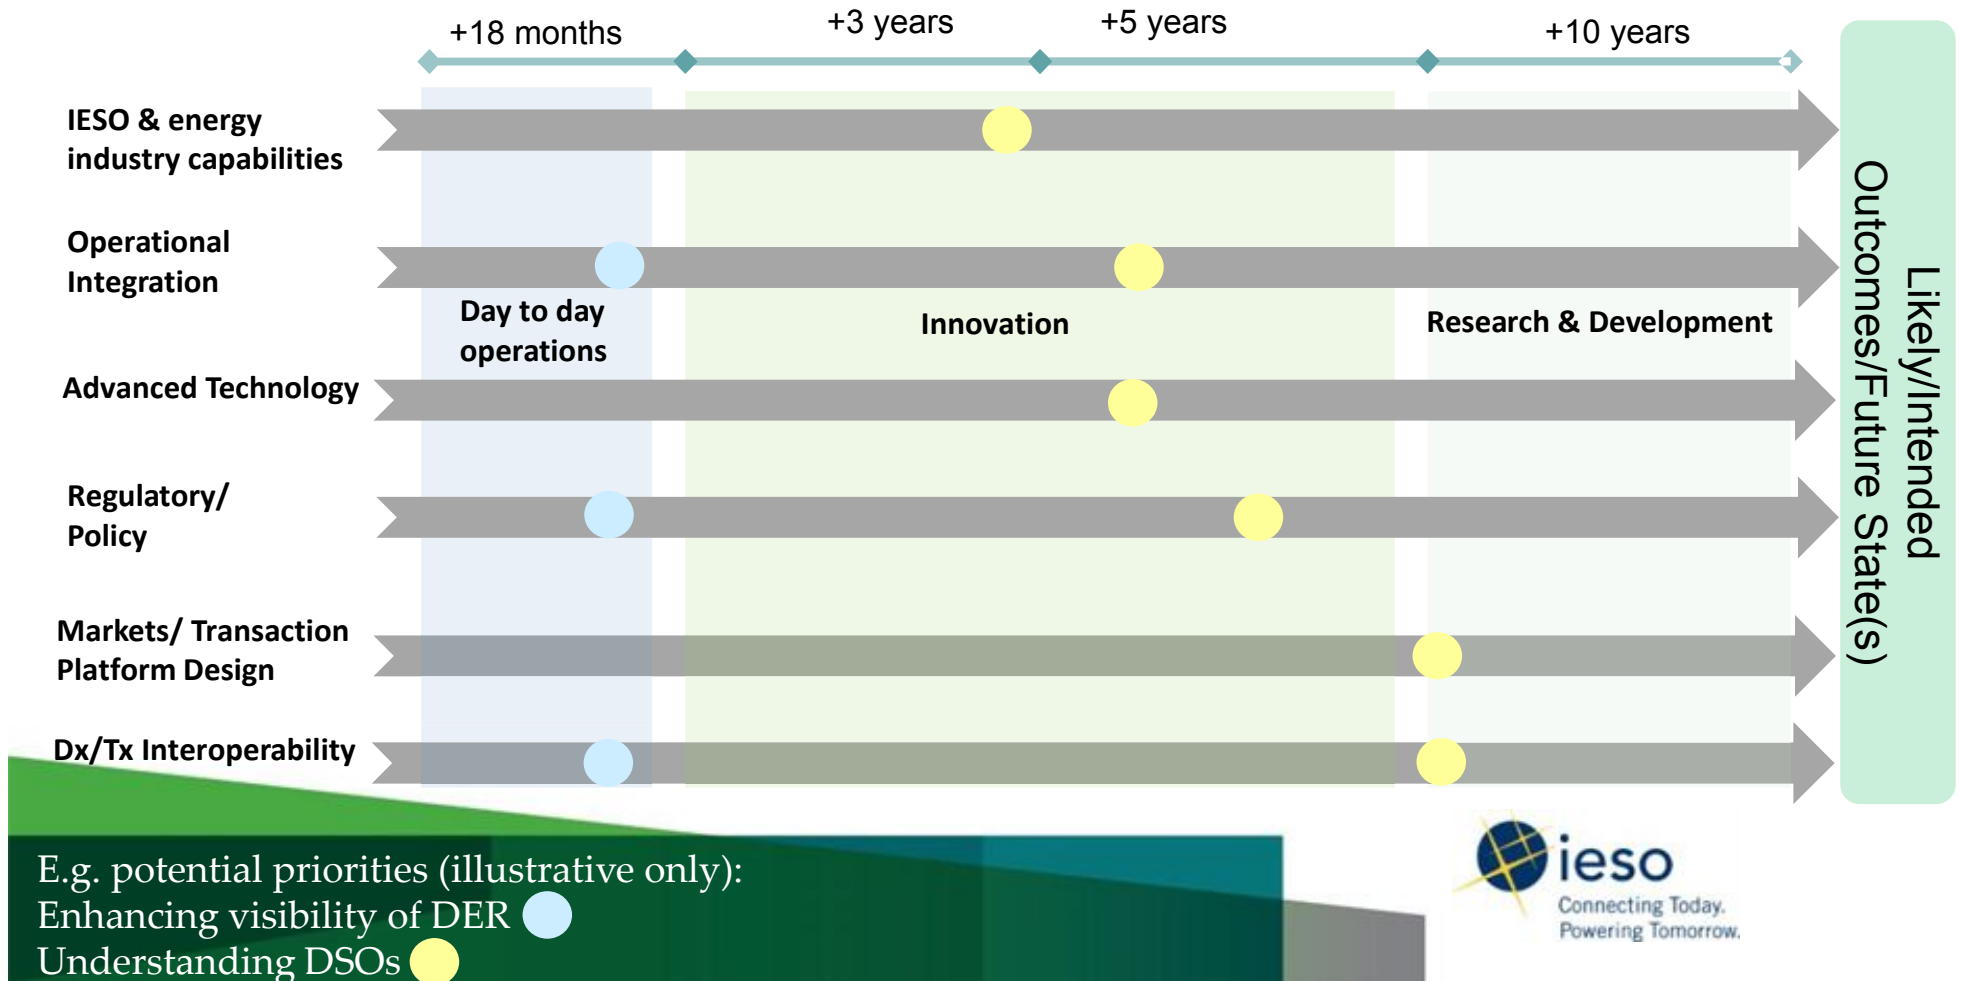 +18 months
+3 years
+5 years
+10 years
IESO & energy
industry capabilities
Operational
Integration
Day to day
operations
Innovation
Research & Development
Advanced Technology
Regulatory/
Policy
Markets/ Transaction
Platform Design
Dx/Tx Interoperability
Likely/Intended
Outcomes/Future State(s)
E.g. potential priorities (illustrative only):
Enhancing visibility of DER
Understanding DSOs
ieso
Connecting Today.
Powering Tomorrow.